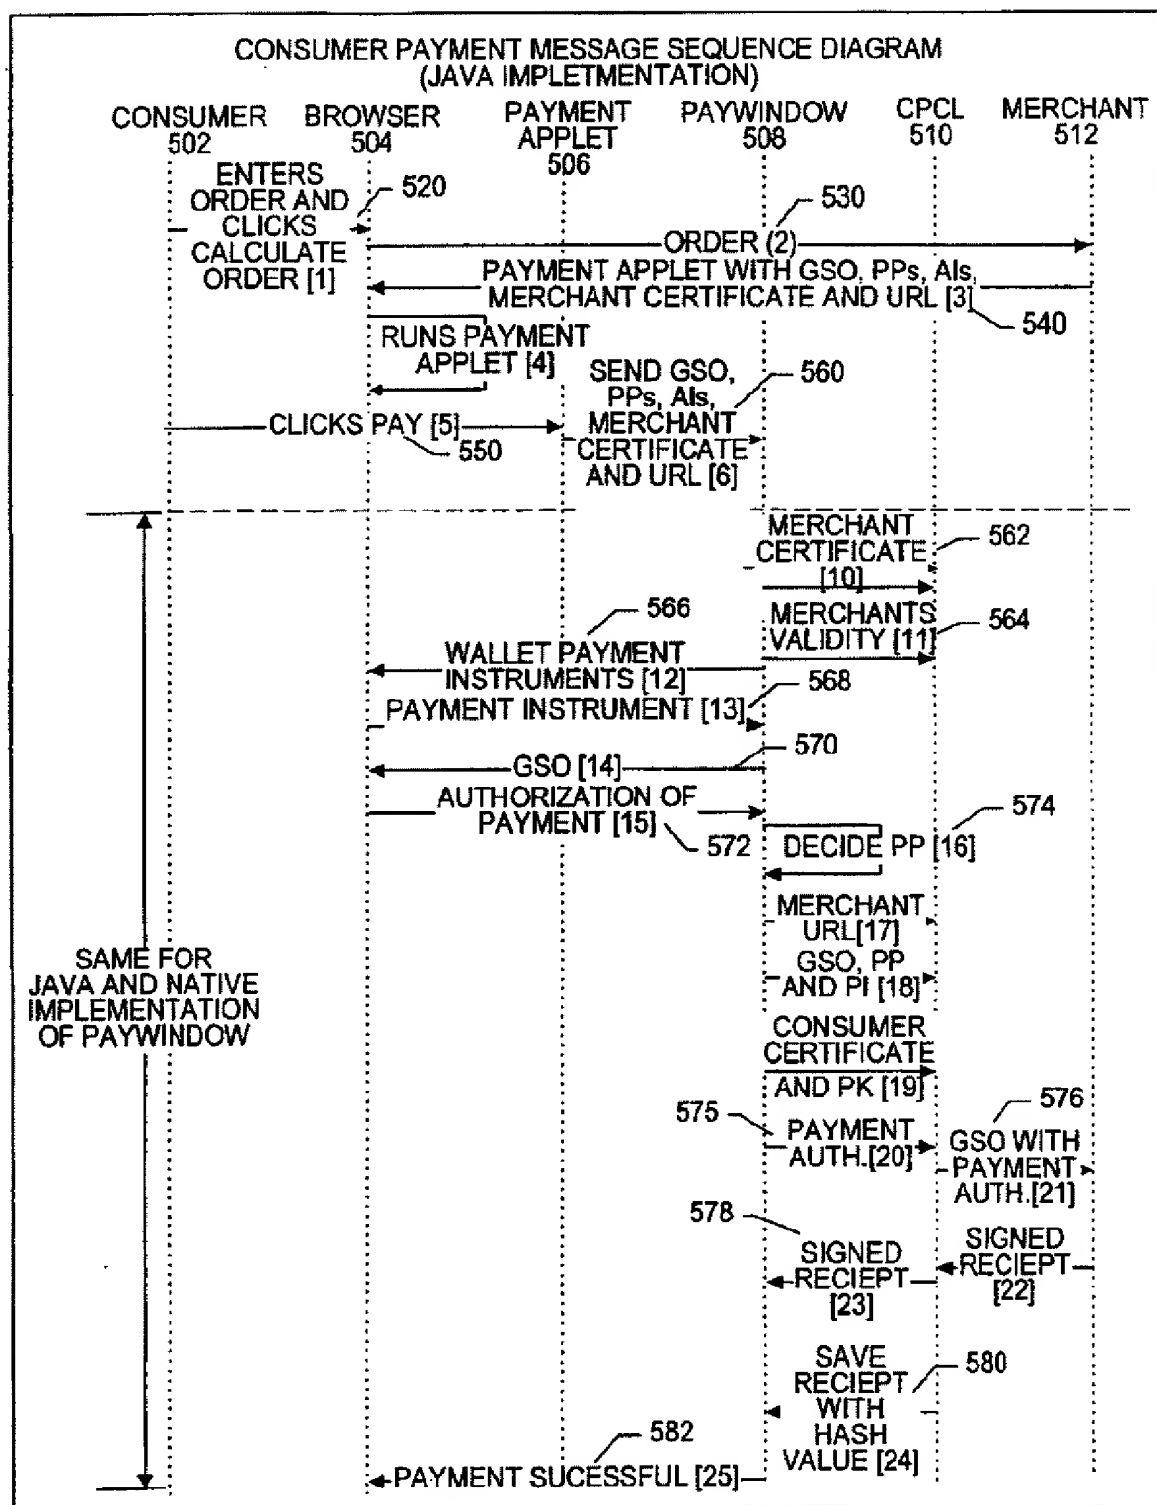 CONSUMER PAYMENT MESSAGE SEQUENCE DIAGRAM
(JAVA IMPLETMENTATION)
CONSUMER
502
BROWSER
504
PAYMENT
APPLET
506
PAYWINDOW
508
CPCL
510
MERCHANT
512
ENTERS
ORDER AND
CLICKS
CALCULATE
ORDER [1]
520
530
ORDER (2)
PAYMENT APPLET WITH GSO, PPs, AIs,
MERCHANT CERTIFICATE AND URL [3]
540
RUNS PAYMENT
APPLET [4]
SEND GSO,
PPs, AIs,
MERCHANT
CERTIFICATE
AND URL [6]
560
CLICKS PAY [5]
550
MERCHANT
CERTIFICATE
[10]
562
566
MERCHANTS
VALIDITY [11]
564
WALLET PAYMENT
INSTRUMENTS [12]
568
PAYMENT INSTRUMENT [13]
570
GSO [14]
AUTHORIZATION OF
PAYMENT [15]
572
574
DECIDE PP [16]
MERCHANT
URL[17]
GSO, PP
AND PI [18]
SAME FOR
JAVA AND NATIVE
IMPLEMENTATION
OF PAYWINDOW
CONSUMER
CERTIFICATE
AND PK [19]
575
PAYMENT
AUTH.[20]
576
GSO WITH
PAYMENT
AUTH.[21]
578
SIGNED
RECIEPT
[22]
SIGNED
RECIEPT
[23]
SAVE
RECIEPT
WITH
HASH
VALUE [24]
580
582
PAYMENT SUCESSFUL [25]